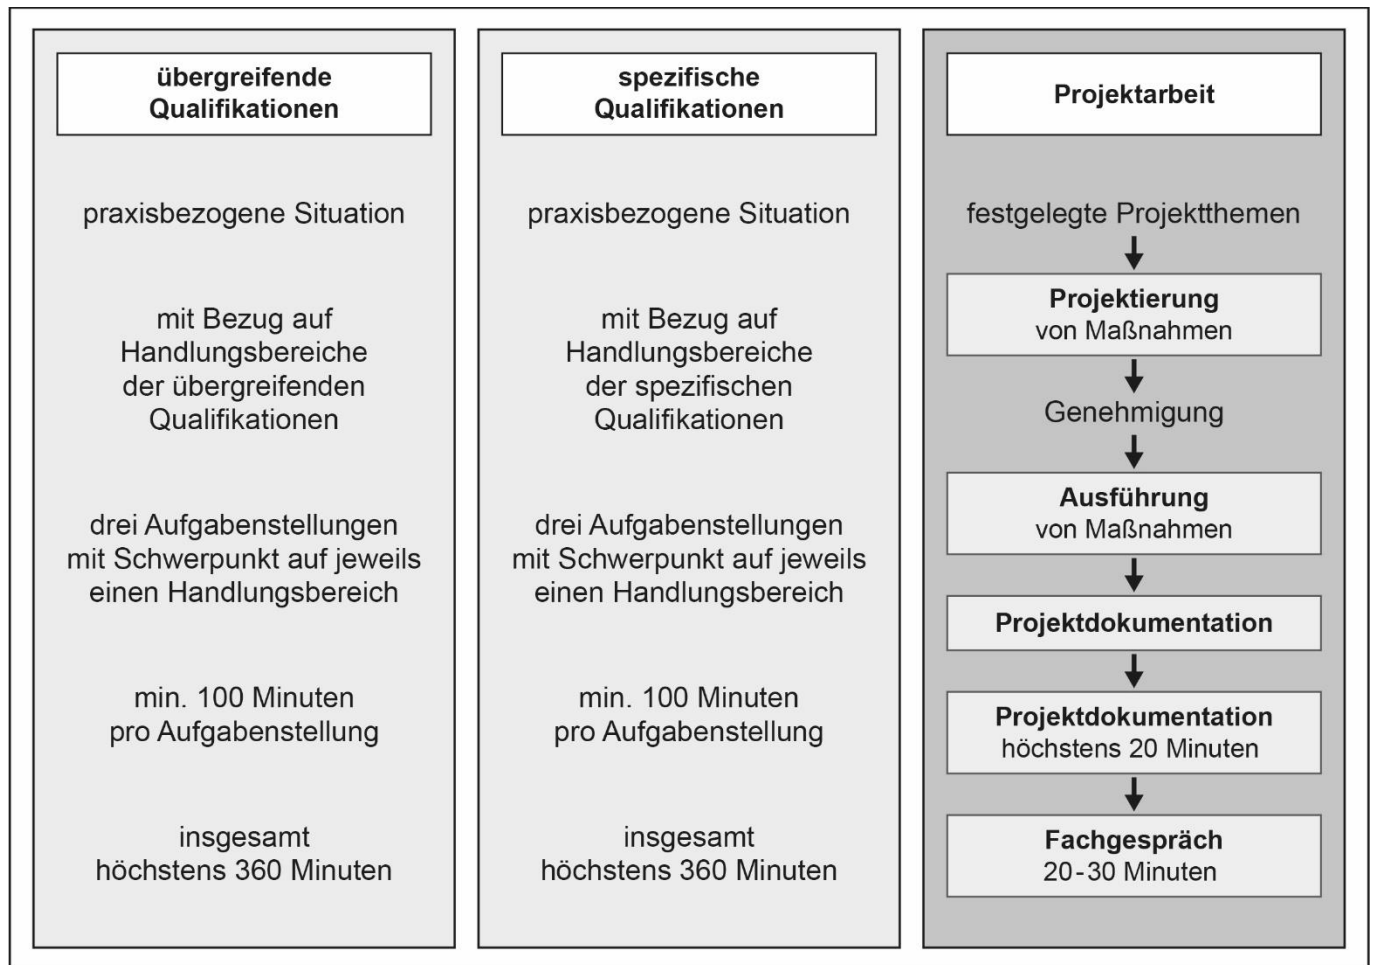 übergreifende
Qualifikationen
praxisbezogene Situation
mit Bezug auf
Handlungsbereiche
der übergreifenden
Qualifikationen
drei Aufgabenstellungen
mit Schwerpunkt auf jeweils
einen Handlungsbereich
min. 100 Minuten
pro Aufgabenstellung
insgesamt
höchstens 360 Minuten
spezifische
Qualifikationen
praxisbezogene Situation
mit Bezug auf
Handlungsbereiche
der spezifischen
Qualifikationen
drei Aufgabenstellungen
mit Schwerpunkt auf jeweils
einen Handlungsbereich
min. 100 Minuten
pro Aufgabenstellung
insgesamt
höchstens 360 Minuten
Projektarbeit
festgelegte Projektthemen
Projektierung
von Maßnahmen
Genehmigung
Ausführung
von Maßnahmen
Projektdokumentation
Projektdokumentation
höchstens 20 Minuten
Fachgespräch
20-30 Minuten